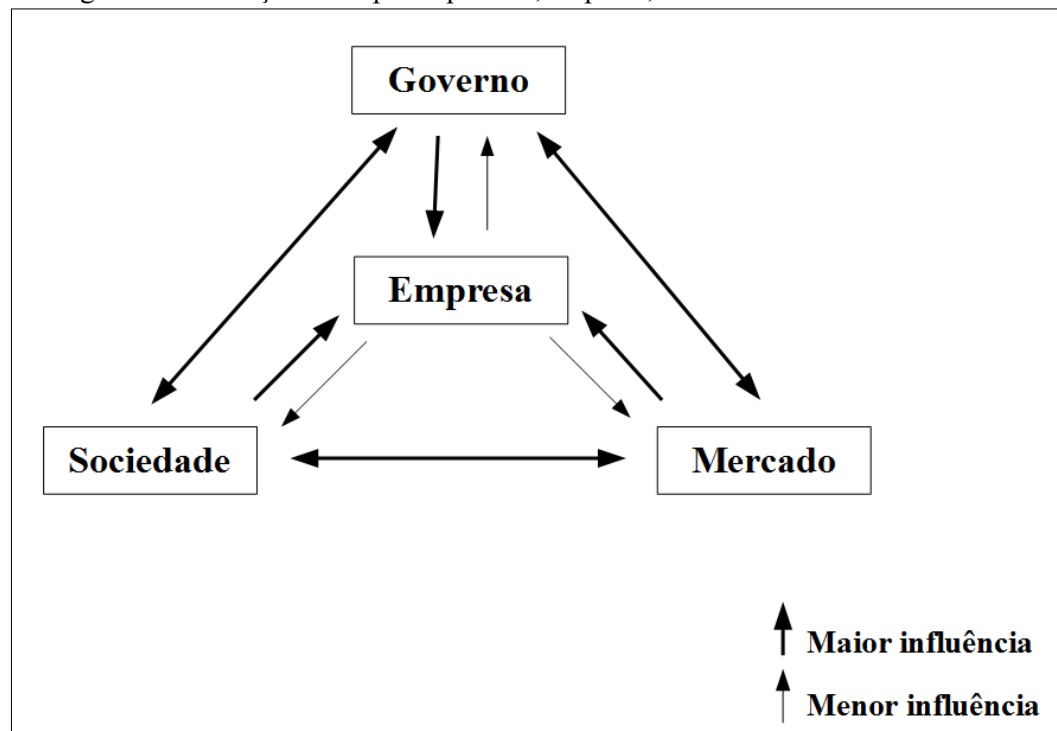 Governo
Empresa
Sociedade
Mercado
Maior influência
Menor influência